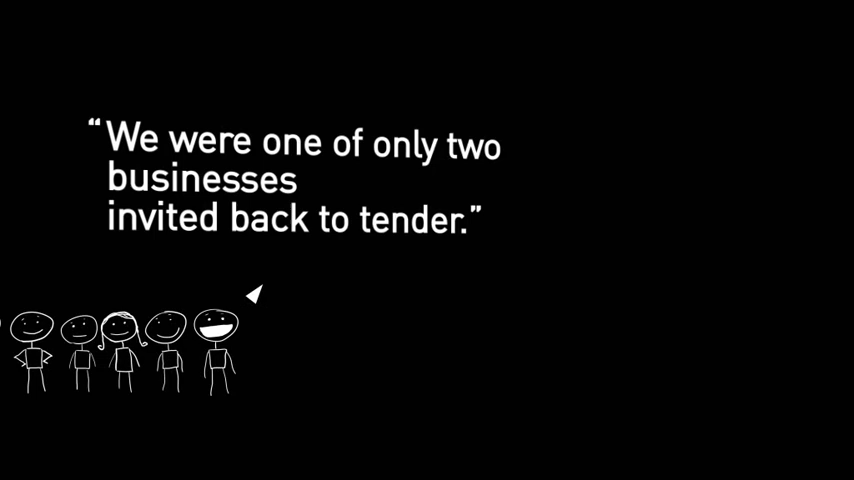 “We were one of only two
businesses
invited back to tender.”